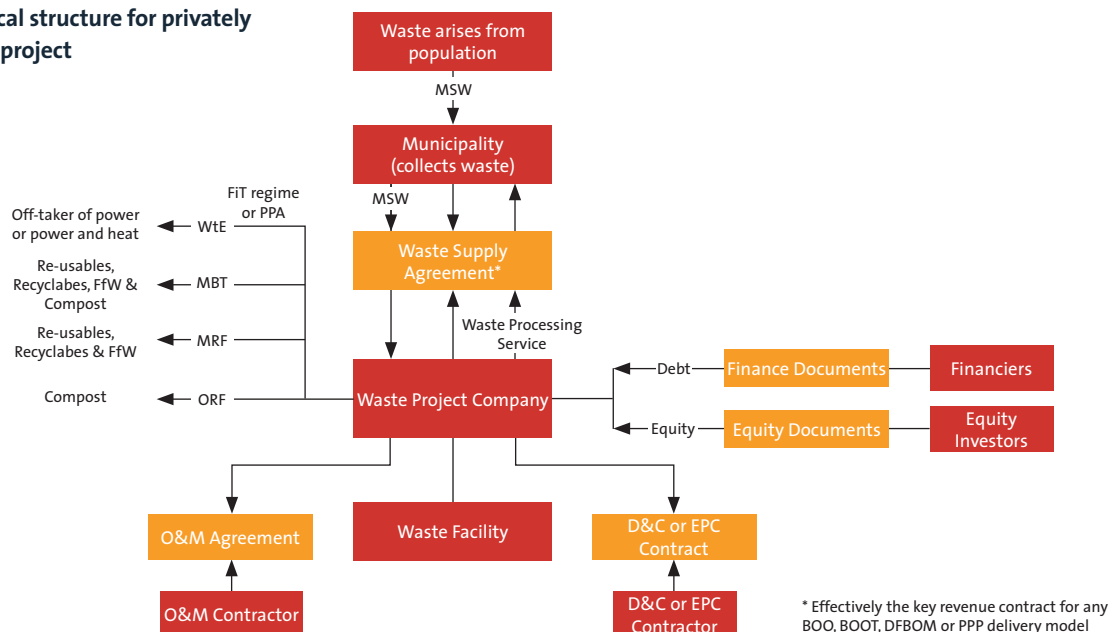 cal structure for privately
project
Waste arises from
population
MSW
Municipality
(collects waste)
MSW
FiT regime
or PPA
Off-taker of power
or power and heat
WtE
Waste Supply
Agreement*
Re-usables,
Recyclabes, FfW &
Compost
MBT
Waste Processing
Service
Re-usables,
Recyclabes & FfW
MRF
Debt
Finance Documents
Financiers
Compost
ORF
Waste Project Company
Equity
Equity Documents
Equity
Investors
O&M Agreement
Waste Facility
D&C or EPC
Contract
O&M Contractor
D&C or EPC
Contractor
* Effectively the key revenue contract for any
BOO, BOOT, DFBOM or PPP delivery model